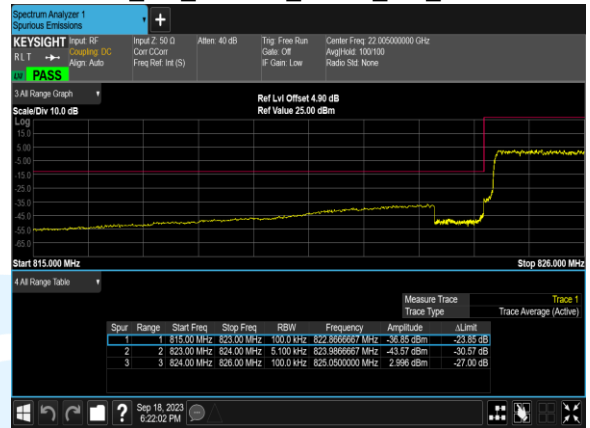 Spectrum Analyzer 1
Spurious Emissions
KEYSIGHT Input: RF Input Z: 50 Ω Atten: 40 dB Trig: Free Run Center Freq: 22.005000000 GHz
RLT Coupling: DC Corr CCorr Gate: Off Avg|Hold: 100/100
Align: Auto Freq Ref: Int (S) IF Gain: Low Radio Std: None
PASS
3 All Range Graph
Ref Lvl Offset 4.90 dB
Scale/Div 10.0 dB Ref Value 25.00 dBm
Log
15.0
5.00
-5.00
-15.0
-25.0
-35.0
-45.0
-55.0
-65.0
Start 815.000 MHz Stop 826.000 MHz
4 All Range Table
Measure Trace Trace 1
Trace Type Trace Average (Active)
Spur Range Start Freq Stop Freq RBW Frequency Amplitude ΔLimit
1 1 815.00 MHz 823.00 MHz 100.0 kHz 822.8666667 MHz -36.85 dBm -23.85 dB
2 2 823.00 MHz 824.00 MHz 5.100 kHz 823.9866667 MHz -43.57 dBm -30.57 dB
3 3 824.00 MHz 826.00 MHz 100.0 kHz 825.0500000 MHz 2.996 dBm -27.00 dB
Sep 18, 2023
6:22:02 PM